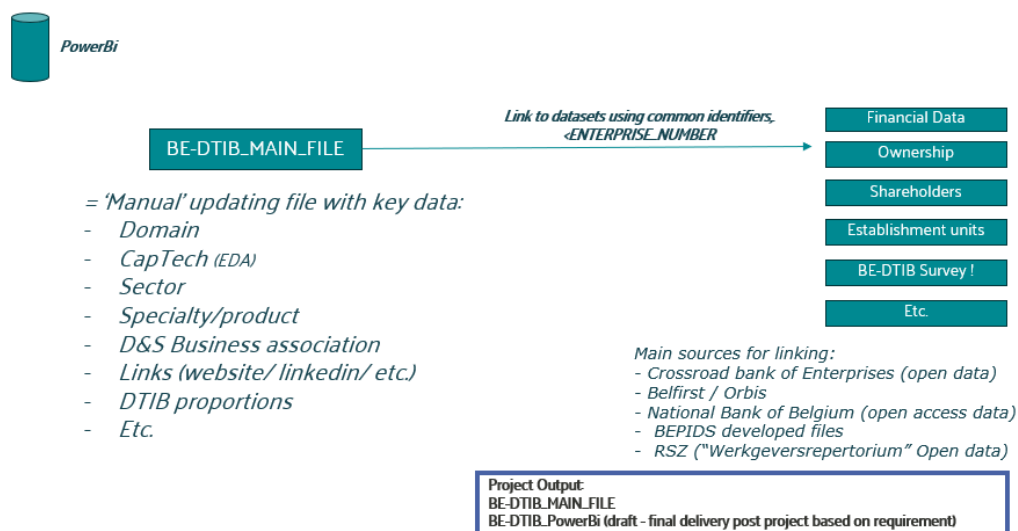 PowerBi
Link to datasets using common identifiers,
<ENTERPRISE_NUMBER
BE-DTIB_MAIN_FILE
Financial Data
Ownership
Shareholders
Establishment units
BE-DTIB Survey !
Etc.
= ‘Manual’ updating file with key data:
- Domain
- CapTech (EDA)
- Sector
- Specialty/product
- D&S Business association
- Links (website/ linkedin/ etc.)
- DTIB proportions
- Etc.
Main sources for linking:
- Crossroad bank of Enterprises (open data)
- Belfirst / Orbis
- National Bank of Belgium (open access data)
- BEPIDS developed files
- RSZ (“Werkgeversrepertorium” Open data)
Project Output:
BE-DTIB_MAIN_FILE
BE-DTIB_PowerBi (draft - final delivery post project based on requirement)